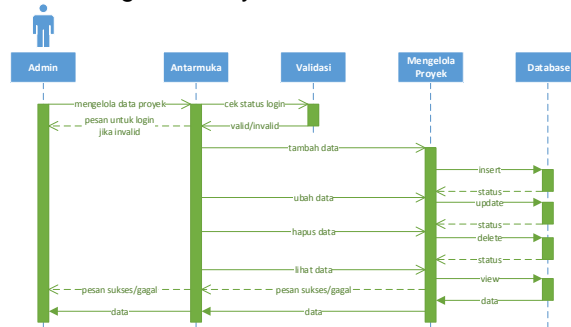 Admin
Antarmuka
Validasi
Mengelola
Proyek
Database
mengelola data proyek
cek status login
pesan untuk login
jika invalid
valid/invalid
tambah data
insert
status
ubah data
update
status
hapus data
delete
status
lihat data
view
pesan sukses/gagal
pesan sukses/gagal
data
data
data